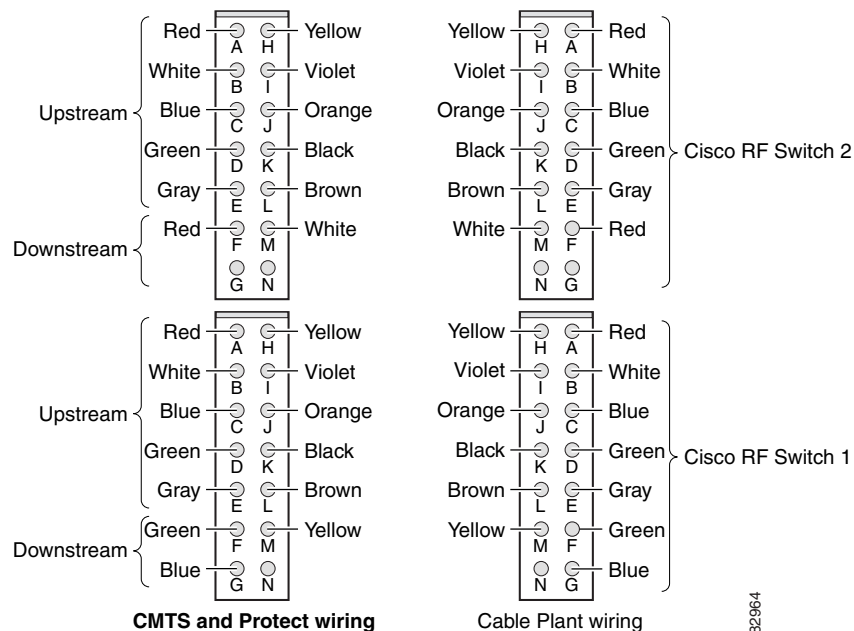 Red A H Yellow Yellow H A Red
White B I Violet Violet I B White
Upstream Blue C J Orange Orange J C Blue
Green D K Black Black K D Green Cisco RF Switch 2
Gray E L Brown Brown L E Gray
Downstream Red F M White White M F Red
G N N G
Red A H Yellow Yellow H A Red
White B I Violet Violet I B White
Upstream Blue C J Orange Orange J C Blue
Green D K Black Black K D Green Cisco RF Switch 1
Gray E L Brown Brown L E Gray
Downstream Green F M Yellow Yellow M F Green
Blue G N N G Blue
CMTS and Protect wiring Cable Plant wiring